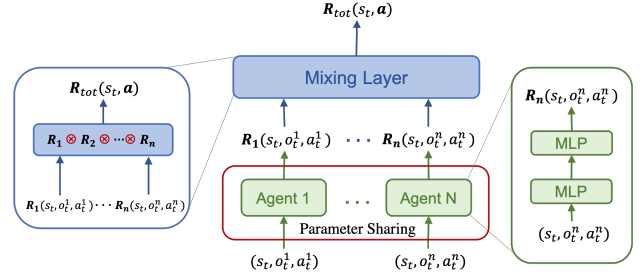 R_tot(s_t, a)
Mixing Layer
R_1(s_t, o_t^1, a_t^1) ··· R_n(s_t, o_t^n, a_t^n)
Agent 1 ... Agent N
Parameter Sharing
(s_t, o_t^1, a_t^1) (s_t, o_t^n, a_t^n)
R_tot(s_t, a)
R_1 ⊗ R_2 ⊗ ··· ⊗ R_n
R_1(s_t, o_t^1, a_t^1) ··· R_n(s_t, o_t^n, a_t^n)
R_n(s_t, o_t^n, a_t^n)
MLP
MLP
(s_t, o_t^n, a_t^n)